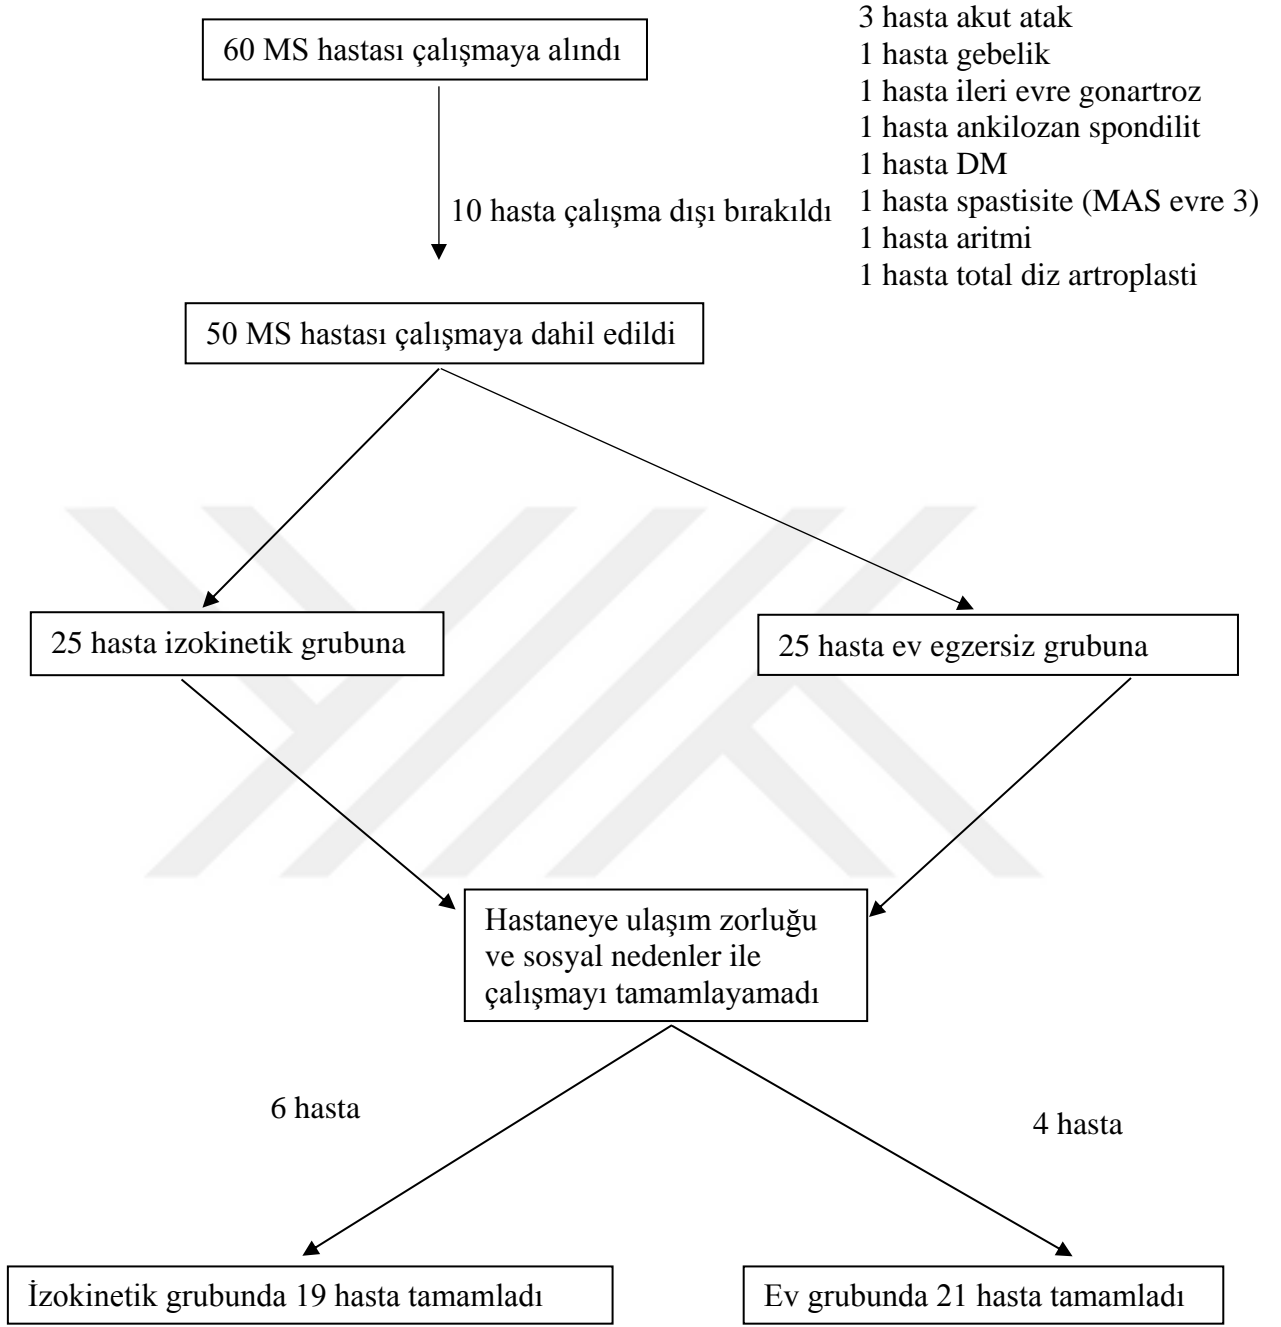 60 MS hastası çalışmaya alındı
3 hasta akut atak
1 hasta gebelik
1 hasta ileri evre gonartroz
1 hasta ankilozan spondilit
1 hasta DM
1 hasta spastisite (MAS evre 3)
1 hasta aritmi
1 hasta total diz artroplasti
10 hasta çalışma dışı bırakıldı
50 MS hastası çalışmaya dahil edildi
25 hasta izokinetik grubuna
25 hasta ev egzersiz grubuna
Hastaneye ulaşım zorluğu
ve sosyal nedenler ile
çalışmayı tamamlayamadı
6 hasta
4 hasta
İzokinetik grubunda 19 hasta tamamladı
Ev grubunda 21 hasta tamamladı